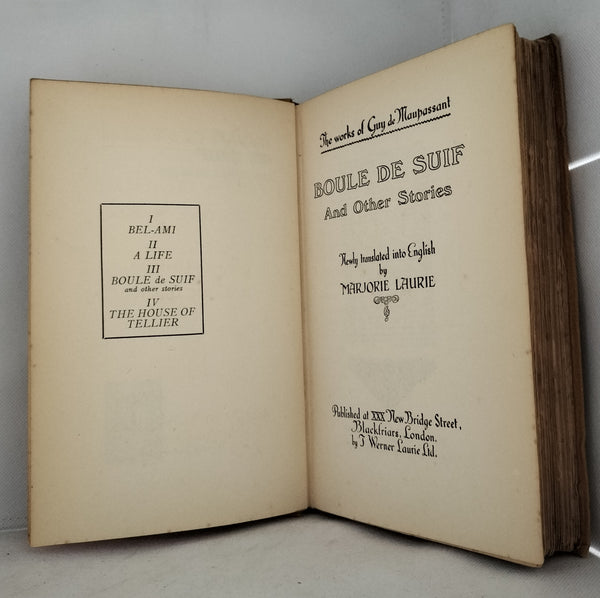 I
BEL-AMI
II
A LIFE
III
BOULE de SUIF
and other stories
IV
THE HOUSE OF
TELLIER
The works of Guy de Maupassant
BOULE DE SUIF
And Other Stories
Newly translated into English
by
MARJORIE LAURIE
Published at XXX New Bridge Street,
Blackfriars, London.
by T Werner Laurie Ltd.